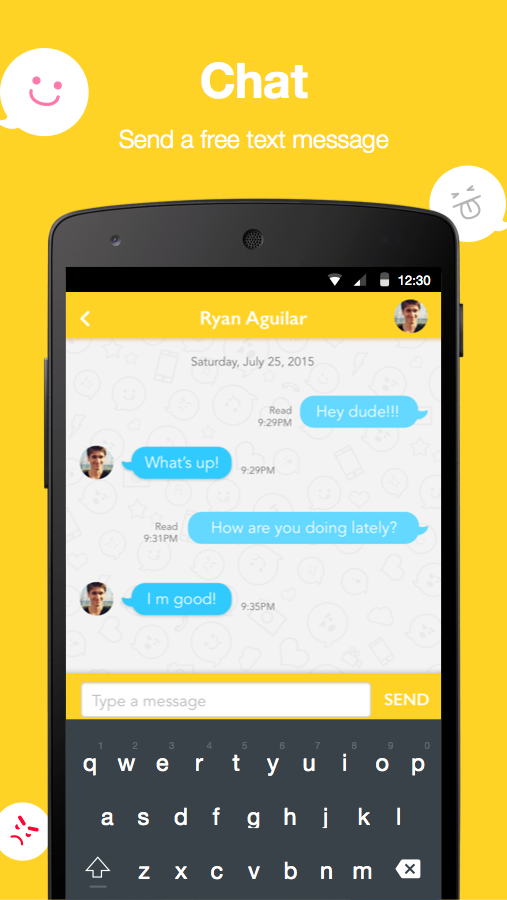 Chat
Send a free text message
12:30
Ryan Aguilar
Saturday, July 25, 2015
Read
9:29PM
Hey dude!!!
What's up!
9:29PM
Read
9:31PM
How are you doing lately?
I m good!
9:35PM
Type a message
SEND
1 2 3 4 5 6 7 8 9 0
q w e r t y u i o p
a s d f g h j k l
z x c v b n m